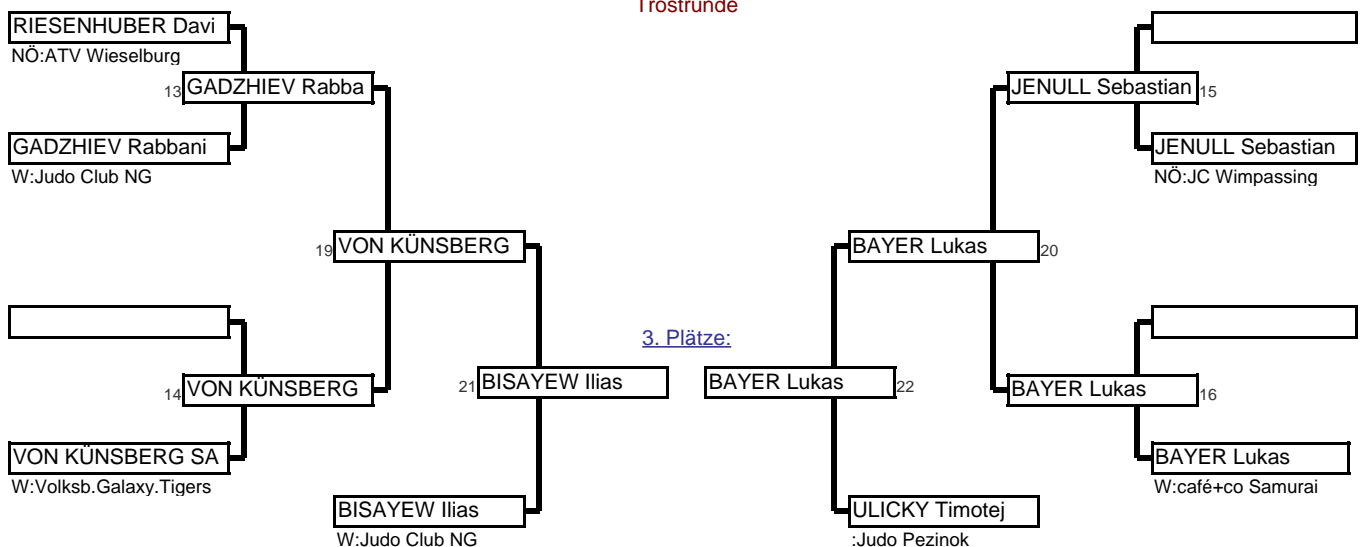 Trostrunde
RIESENHUBER Davi
NÖ:ATV Wieselburg
13 GADZHIEV Rabba
JENULL Sebastian 15
GADZHIEV Rabbani
W:Judo Club NG
JENULL Sebastian
NÖ:JC Wimpassing
19 VON KÜNSBERG
BAYER Lukas 20
3. Plätze:
14 VON KÜNSBERG
21 BISAYEW Ilias
BAYER Lukas 22
BAYER Lukas 16
VON KÜNSBERG SA
W:Volksb.Galaxy.Tigers
BAYER Lukas
W:café+co Samurai
BISAYEW Ilias
W:Judo Club NG
ULICKY Timotej
:Judo Pezinok